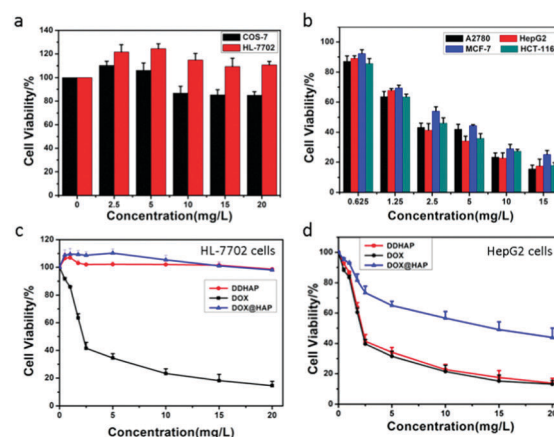 a
Cell Viability/%
140
120
100
80
60
40
20
0
COS-7
HL-7702
0 2.5 5 10 15 20
Concentration(mg/L)
b
Cell Viability/%
100
80
60
40
20
0
A2780 HepG2
MCF-7 HCT-116
0.625 1.25 2.5 5 10 15
Concentration(mg/L)
c
HL-7702 cells
Cell Viability/%
120
100
80
60
40
20
0
DDHAP
DOX
DOX@HAP
0 5 10 15 20
Concentration(mg/L)
d
HepG2 cells
Cell Viability/%
120
100
80
60
40
20
0
DDHAP
DOX
DOX@HAP
0 5 10 15 20
Concentration(mg/L)